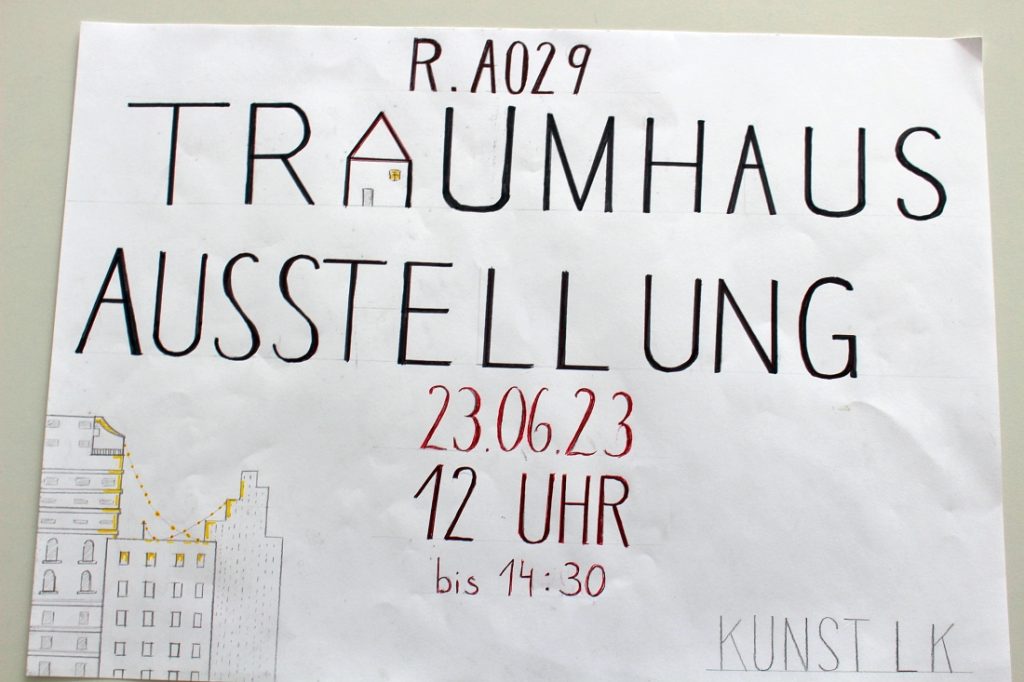 R.A029
TRAUMHAUS
AUSSTELLUNG
23.06.23
12 UHR
bis 14:30
KUNST LK